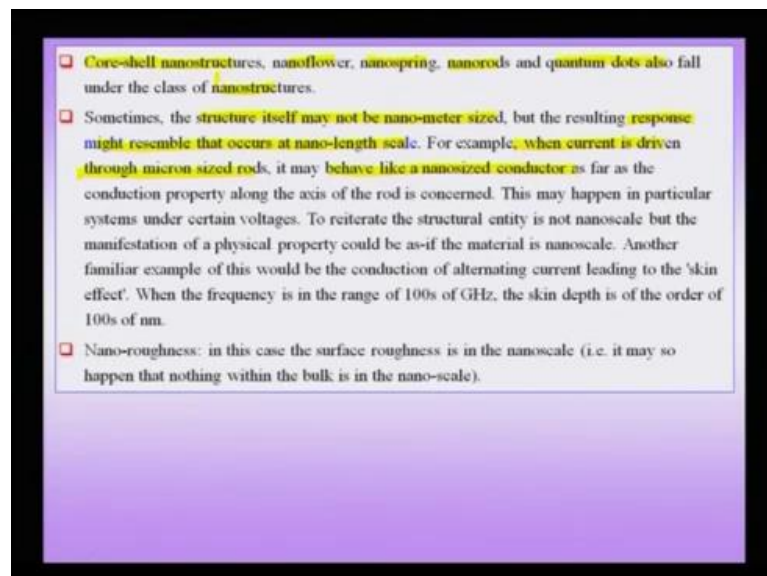 Core-shell nanostructures, nanoflower, nanospring, nanorods and quantum dots also fall
under the class of nanostructures.
Sometimes, the structure itself may not be nano-meter sized, but the resulting response
might resemble that occurs at nano-length scale. For example, when current is driven
through micron sized rods, it may behave like a nanosized conductor as far as the
conduction property along the axis of the rod is concerned. This may happen in particular
systems under certain voltages. To reiterate the structural entity is not nanoscale but the
manifestation of a physical property could be as-if the material is nanoscale. Another
familiar example of this would be the conduction of alternating current leading to the 'skin
effect'. When the frequency is in the range of 100s of GHz, the skin depth is of the order of
100s of nm.
Nano-roughness: in this case the surface roughness is in the nanoscale (i.e. it may so
happen that nothing within the bulk is in the nano-scale).